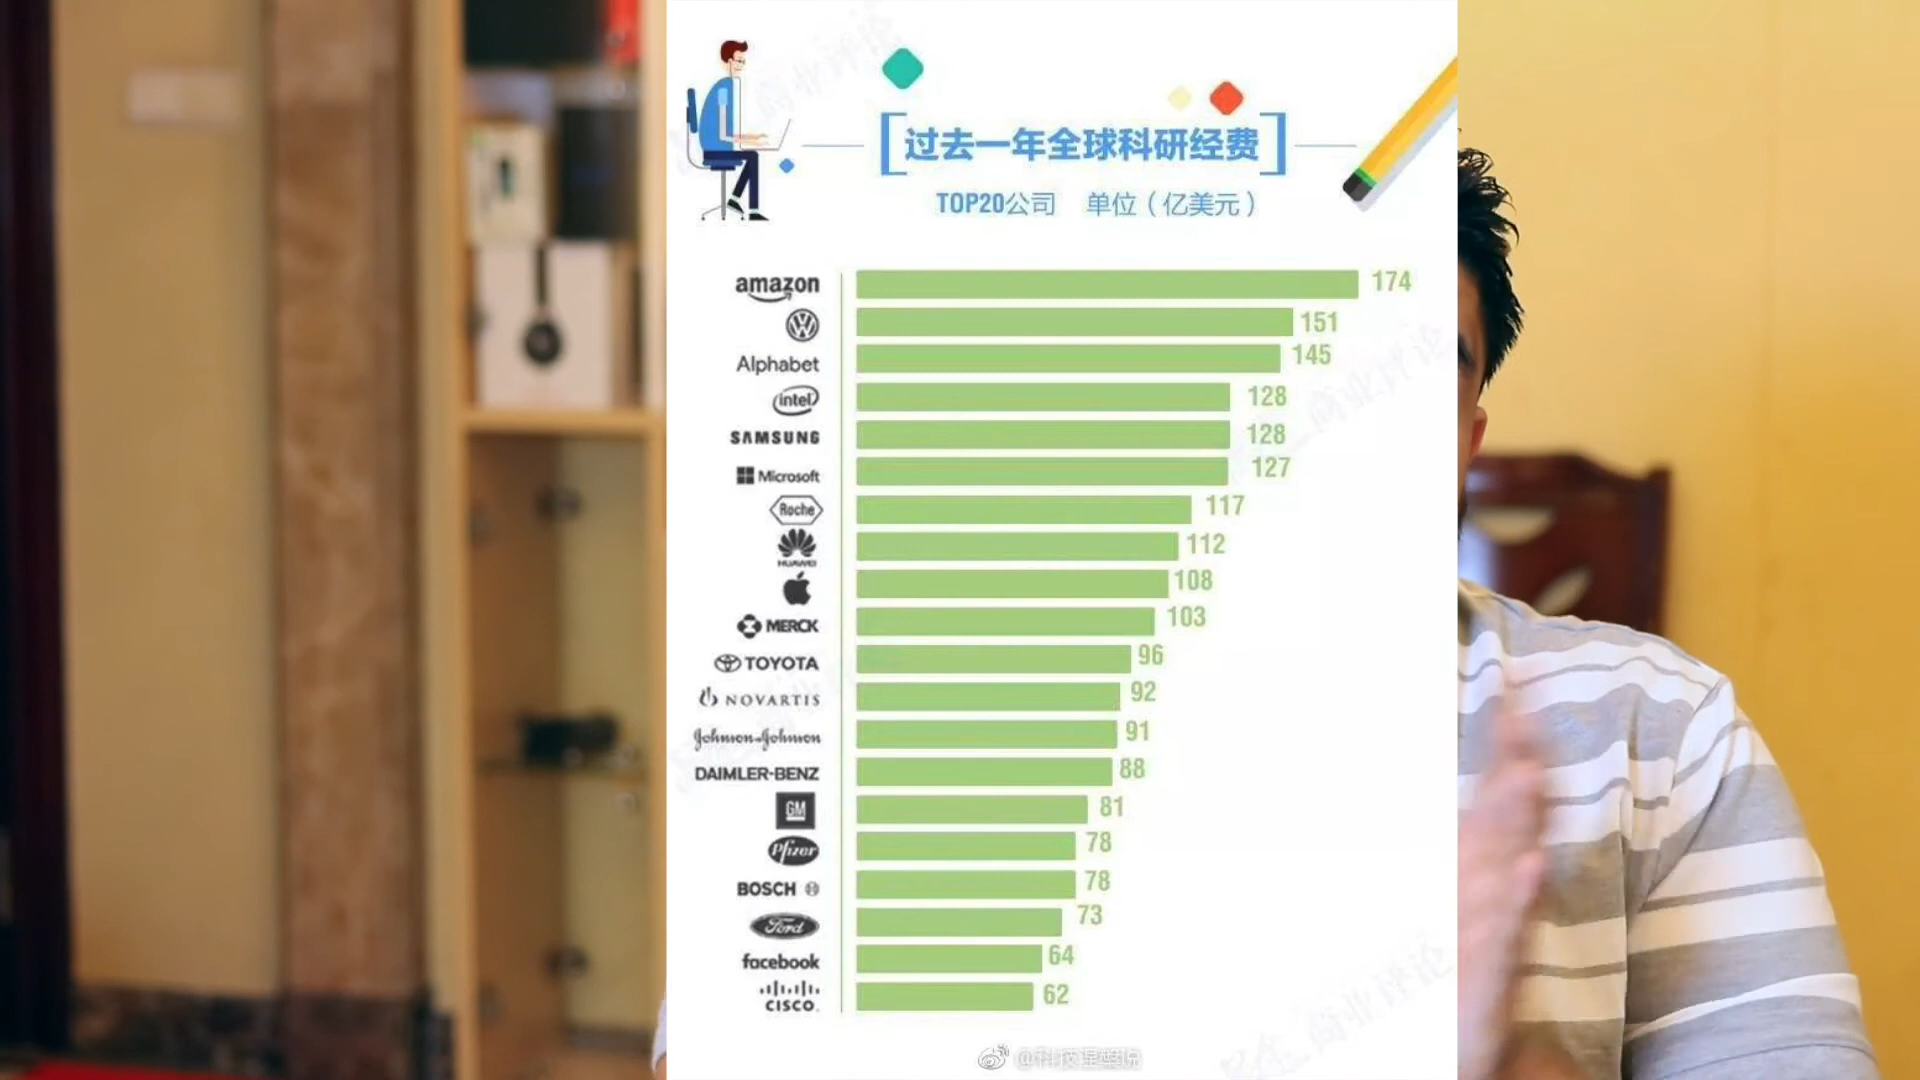 过去一年全球科研经费
TOP20公司 单位（亿美元）
amazon 174
151
Alphabet 145
intel 128
SAMSUNG 128
Microsoft 127
Roche 117
HUAWEI 112
108
MERCK 103
TOYOTA 96
NOVARTIS 92
Johnson-Johnson 91
DAIMLER-BENZ 88
GM 81
Pfizer 78
BOSCH 78
Ford 73
facebook 64
CISCO. 62